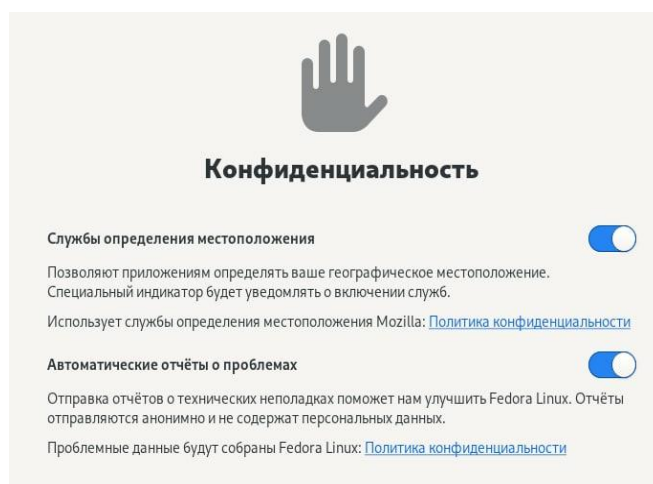 Конфиденциальность
Службы определения местоположения
Позволяют приложениям определять ваше географическое местоположение.
Специальный индикатор будет уведомлять о включении служб.
Использует службы определения местоположения Mozilla: Политика конфиденциальности
Автоматические отчёты о проблемах
Отправка отчётов о технических неполадках поможет нам улучшить Fedora Linux. Отчёты
отправляются анонимно и не содержат персональных данных.
Проблемные данные будут собраны Fedora Linux: Политика конфиденциальности